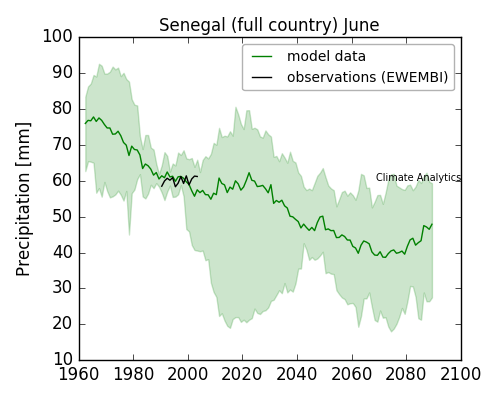 Senegal (full country) June
model data
observations (EWEMBI)
Climate Analytics
Precipitation [mm]
100
90
80
70
60
50
40
30
20
10
1960 1980 2000 2020 2040 2060 2080 2100